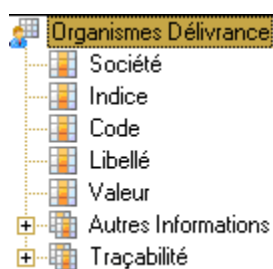 Organismes Délivrance
Société
Indice
Code
Libellé
Valeur
Autres Informations
Traçabilité